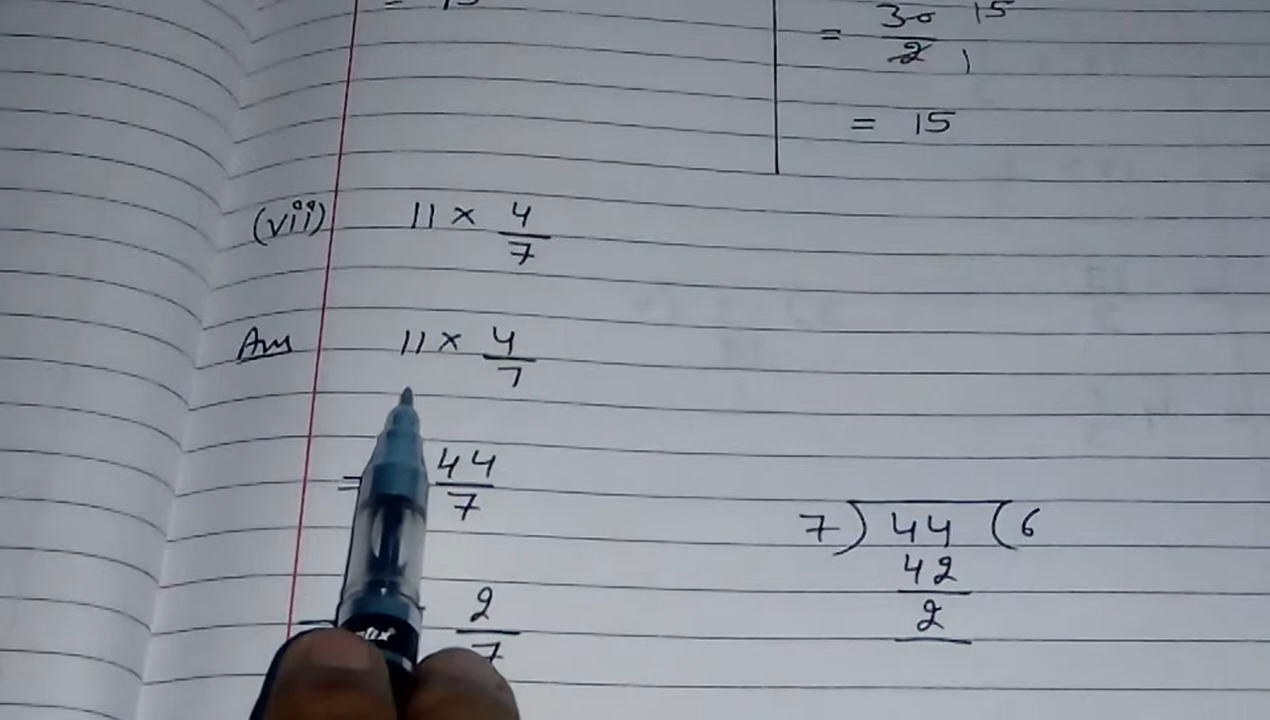 = 30/2 15 1
= 15
(vii) 11 × 4/7
Ans 11 × 4/7
= 44/7
2/7
7 ) 44 ( 6
42
2